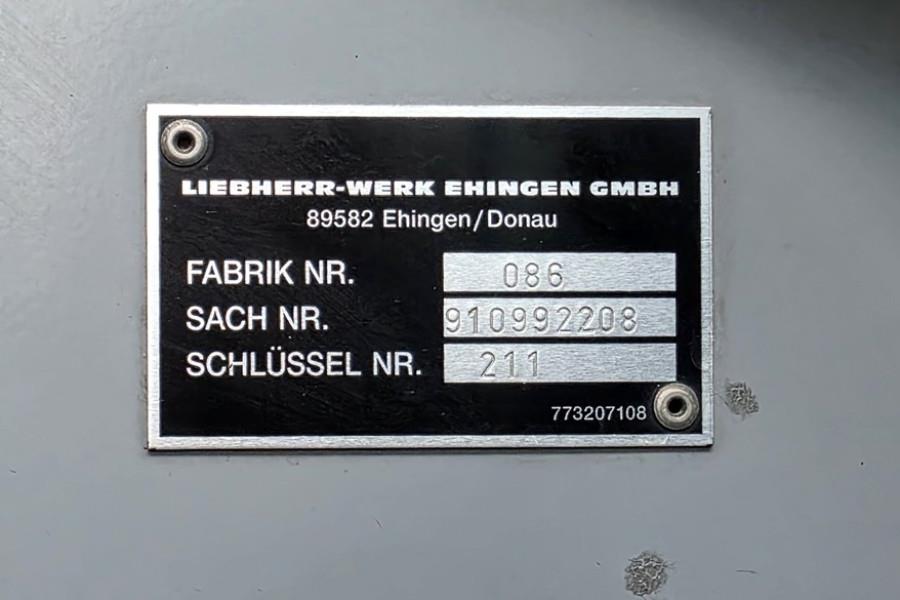 LIEBHERR-WERK EHINGEN GMBH
89582 Ehingen/Donau
FABRIK NR. 086
SACH NR. 910992208
SCHLÜSSEL NR. 211
773207108